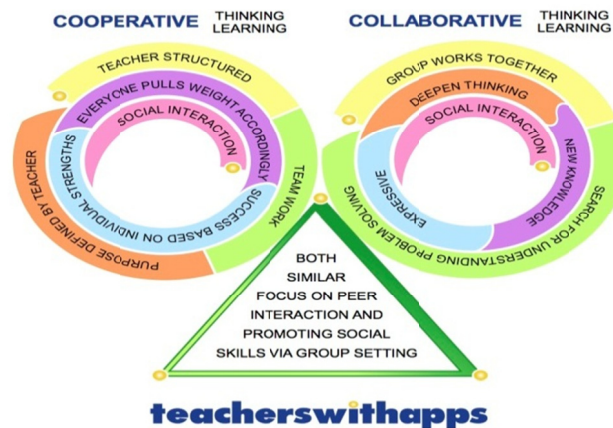 COOPERATIVE THINKING LEARNING
TEACHER STRUCTURED
EVERYONE PULLS WEIGHT ACCORDINGLY
SOCIAL INTERACTION
SUCCESS BASED ON INDIVIDUAL STRENGTHS
PURPOSE DEFINED BY TEACHER
TEAM WORK
COLLABORATIVE THINKING LEARNING
GROUP WORKS TOGETHER
DEEPEN THINKING
SOCIAL INTERACTION
NEW KNOWLEDGE
EXPRESSIVE
SEARCH FOR UNDERSTANDING PROBLEM SOLVING
BOTH
SIMILAR
FOCUS ON PEER
INTERACTION AND
PROMOTING SOCIAL
SKILLS VIA GROUP SETTING
teacherswithapps